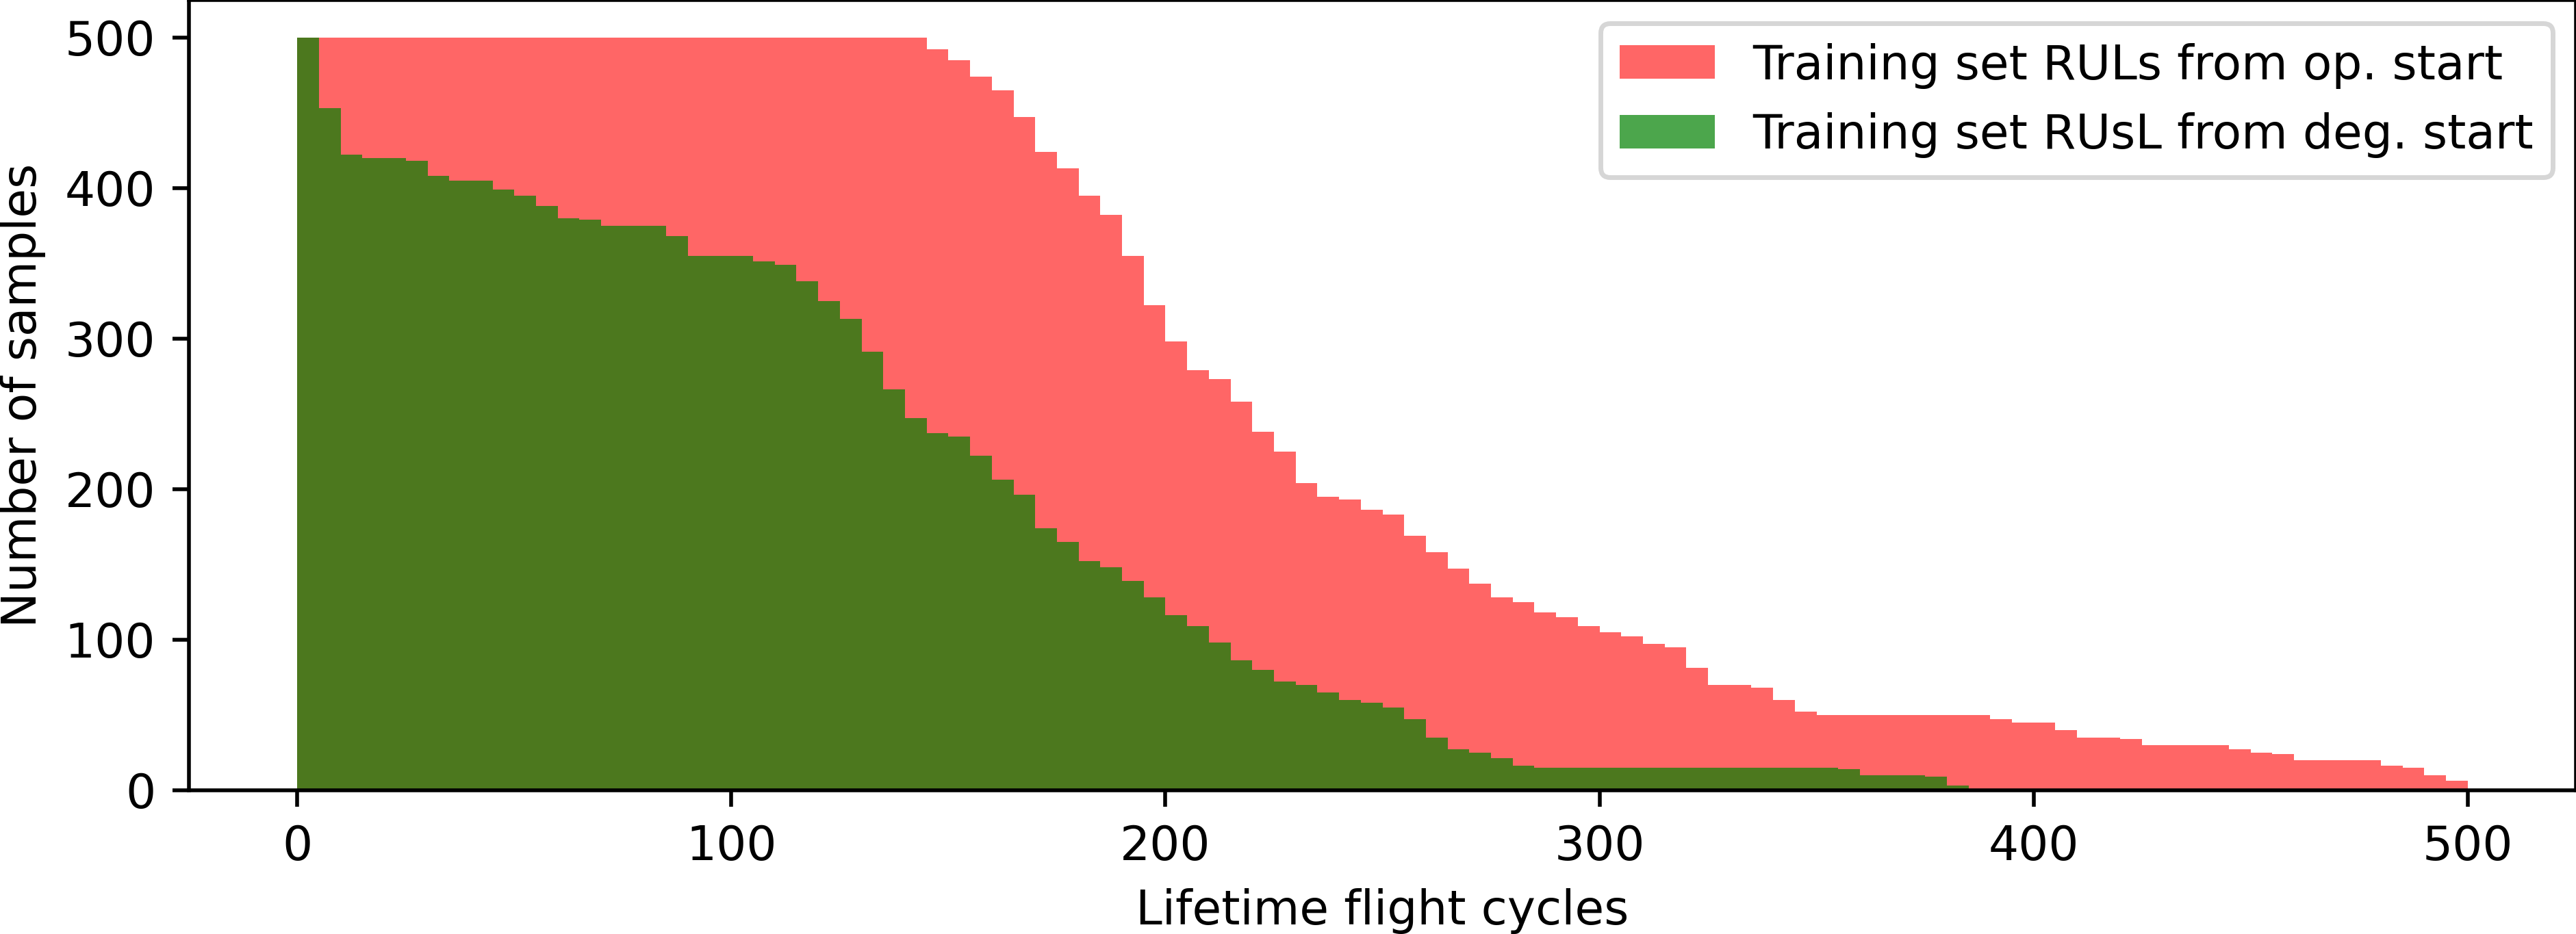 Number of samples
500
400
300
200
100
0
Training set RULs from op. start
Training set RUsL from deg. start
0 100 200 300 400 500
Lifetime flight cycles